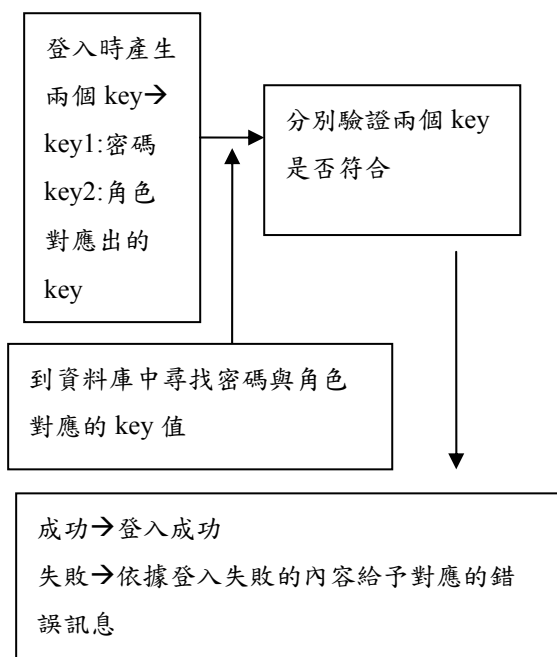 登入時產生
兩個 key→
key1:密碼
key2:角色
對應出的
key
分別驗證兩個 key
是否符合
到資料庫中尋找密碼與角色
對應的 key 值
成功→登入成功
失敗→依據登入失敗的內容給予對應的錯
誤訊息